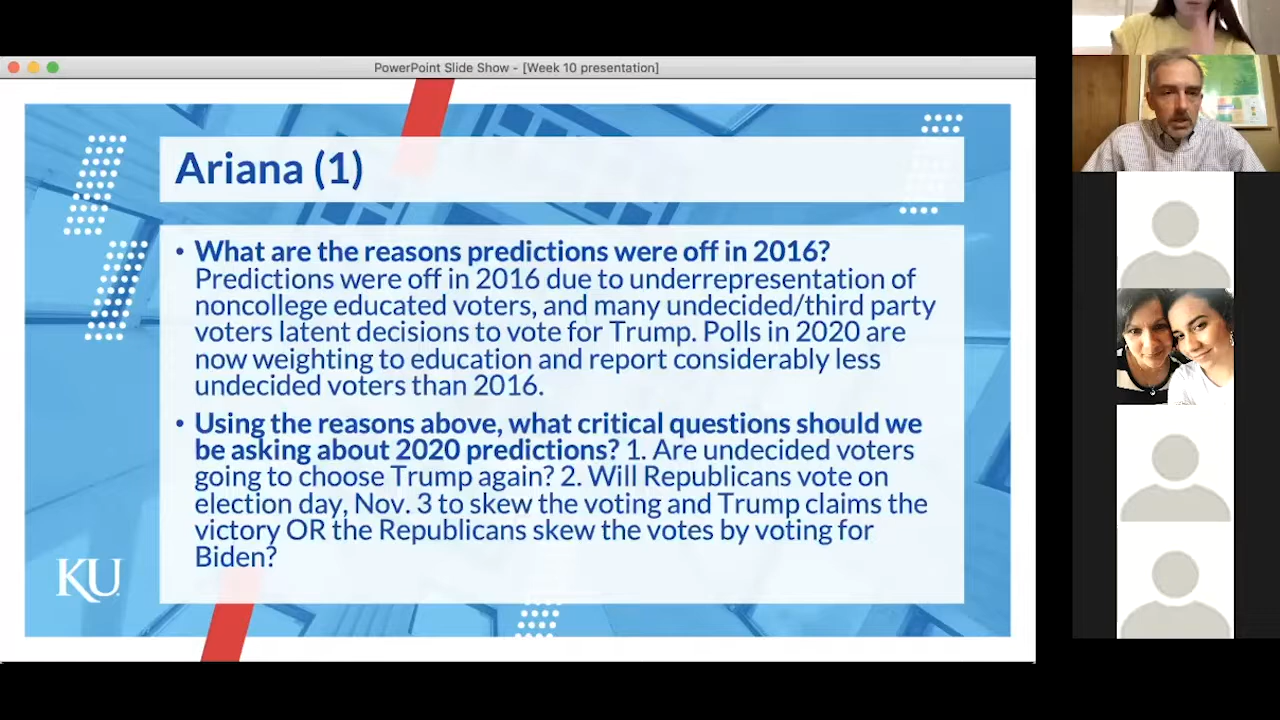 PowerPoint Slide Show - [Week 10 presentation]
Ariana (1)
• What are the reasons predictions were off in 2016?
Predictions were off in 2016 due to underrepresentation of
noncollege educated voters, and many undecided/third party
voters latent decisions to vote for Trump. Polls in 2020 are
now weighting to education and report considerably less
undecided voters than 2016.
• Using the reasons above, what critical questions should we
be asking about 2020 predictions? 1. Are undecided voters
going to choose Trump again? 2. Will Republicans vote on
election day, Nov. 3 to skew the voting and Trump claims the
victory OR the Republicans skew the votes by voting for
Biden?
KU